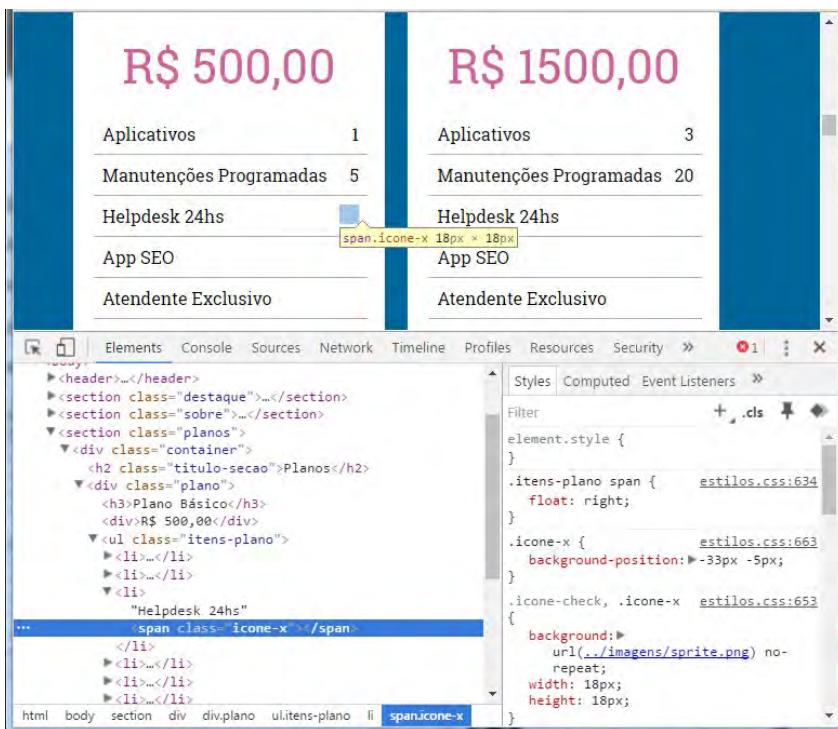 R$ 500,00
R$ 1500,00
Aplicativos 1
Manutenções Programadas 5
Helpdesk 24hs
App SEO
Atendente Exclusivo
Aplicativos 3
Manutenções Programadas 20
Helpdesk 24hs
App SEO
Atendente Exclusivo
span.icone-x 18px × 18px
Elements Console Sources Network Timeline Profiles Resources Security » 1
▶<header>…</header>
▶<section class="destaque">…</section>
▶<section class="sobre">…</section>
▼<section class="planos">
▼<div class="container">
<h2 class="titulo-secao">Planos</h2>
▼<div class="plano">
<h3>Plano Básico</h3>
<div>R$ 500,00</div>
▼<ul class="itens-plano">
▶<li>…</li>
▶<li>…</li>
▼<li>
"Helpdesk 24hs"
<span class="icone-x"></span>
</li>
▶<li>…</li>
▶<li>…</li>
▶<li>…</li>
html body section div div.plano ul.itens-plano li span.icone-x
Styles Computed Event Listeners »
Filter + .cls
element.style {
}
.itens-plano span { estilos.css:634
float: right;
}
.icone-x { estilos.css:663
background-position:▶-33px -5px;
}
.icone-check, .icone-x estilos.css:653
{
background:▶
url(../imagens/sprite.png) no-
repeat;
width: 18px;
height: 18px;
}